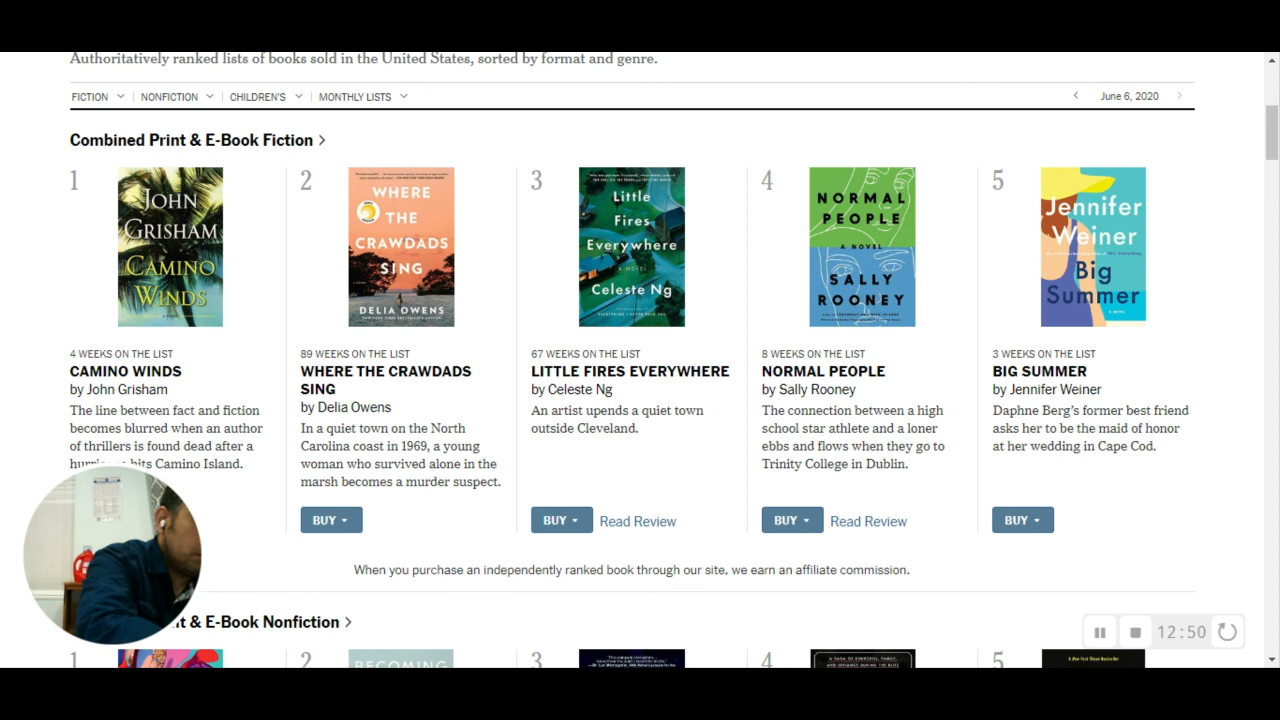 Authoritatively ranked lists of books sold in the United States, sorted by format and genre.
FICTION NONFICTION CHILDREN'S MONTHLY LISTS June 6, 2020
Combined Print & E-Book Fiction
1
JOHN
GRISHAM
CAMINO
WINDS
2
WHERE
THE
CRAWDADS
SING
DELIA OWENS
3
Little
Fires
Everywhere
A NOVEL
Celeste Ng
4
NORMAL
PEOPLE
A NOVEL
SALLY
ROONEY
5
Jennifer
Weiner
Big
Summer
A NOVEL
4 WEEKS ON THE LIST
CAMINO WINDS
by John Grisham
The line between fact and fiction
becomes blurred when an author
of thrillers is found dead after a
hits Camino Island.
89 WEEKS ON THE LIST
WHERE THE CRAWDADS
SING
by Delia Owens
In a quiet town on the North
Carolina coast in 1969, a young
woman who survived alone in the
marsh becomes a murder suspect.
BUY
67 WEEKS ON THE LIST
LITTLE FIRES EVERYWHERE
by Celeste Ng
An artist upends a quiet town
outside Cleveland.
BUY Read Review
8 WEEKS ON THE LIST
NORMAL PEOPLE
by Sally Rooney
The connection between a high
school star athlete and a loner
ebbs and flows when they go to
Trinity College in Dublin.
BUY Read Review
3 WEEKS ON THE LIST
BIG SUMMER
by Jennifer Weiner
Daphne Berg's former best friend
asks her to be the maid of honor
at her wedding in Cape Cod.
BUY
When you purchase an independently ranked book through our site, we earn an affiliate commission.
& E-Book Nonfiction
12:50
1
2
BECOMING
3
4
5